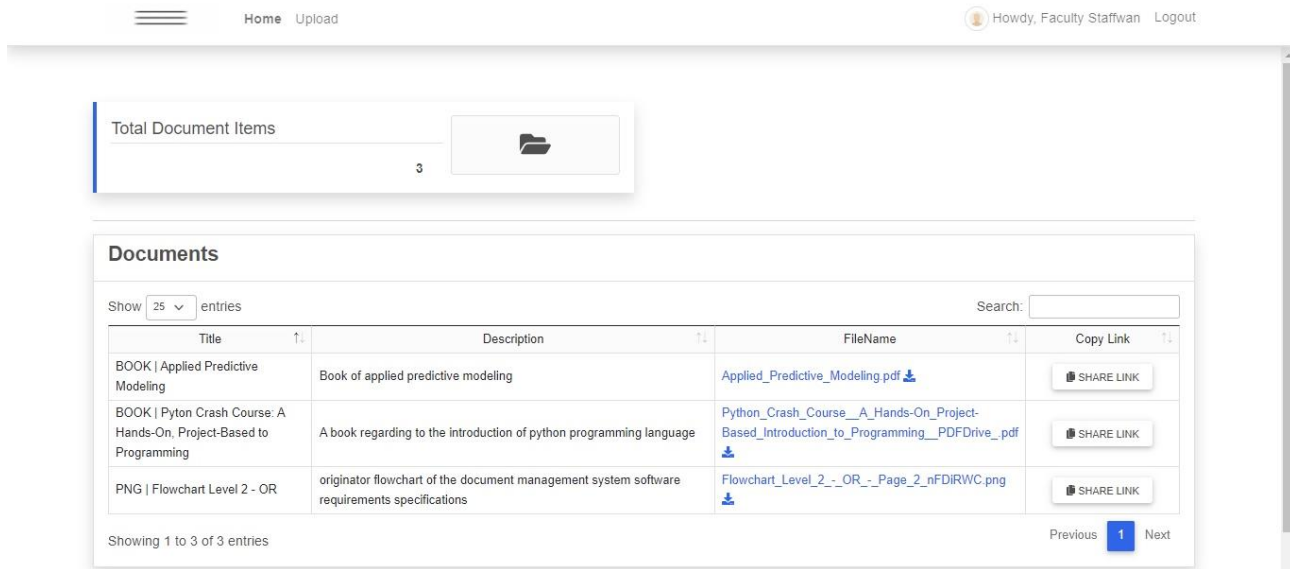 Home Upload Howdy, Faculty Staffwan Logout
Total Document Items
3
Documents
Show 25 entries Search:
Title Description FileName Copy Link
BOOK | Applied Predictive
Modeling
Book of applied predictive modeling
Applied_Predictive_Modeling.pdf
SHARE LINK
BOOK | Pyton Crash Course: A
Hands-On, Project-Based to
Programming
A book regarding to the introduction of python programming language
Python_Crash_Course__A_Hands-On_Project-
Based_Introduction_to_Programming__PDFDrive_.pdf
SHARE LINK
PNG | Flowchart Level 2 - OR
originator flowchart of the document management system software
requirements specifications
Flowchart_Level_2_-_OR_-_Page_2_nFDiRWC.png
SHARE LINK
Showing 1 to 3 of 3 entries
Previous 1 Next